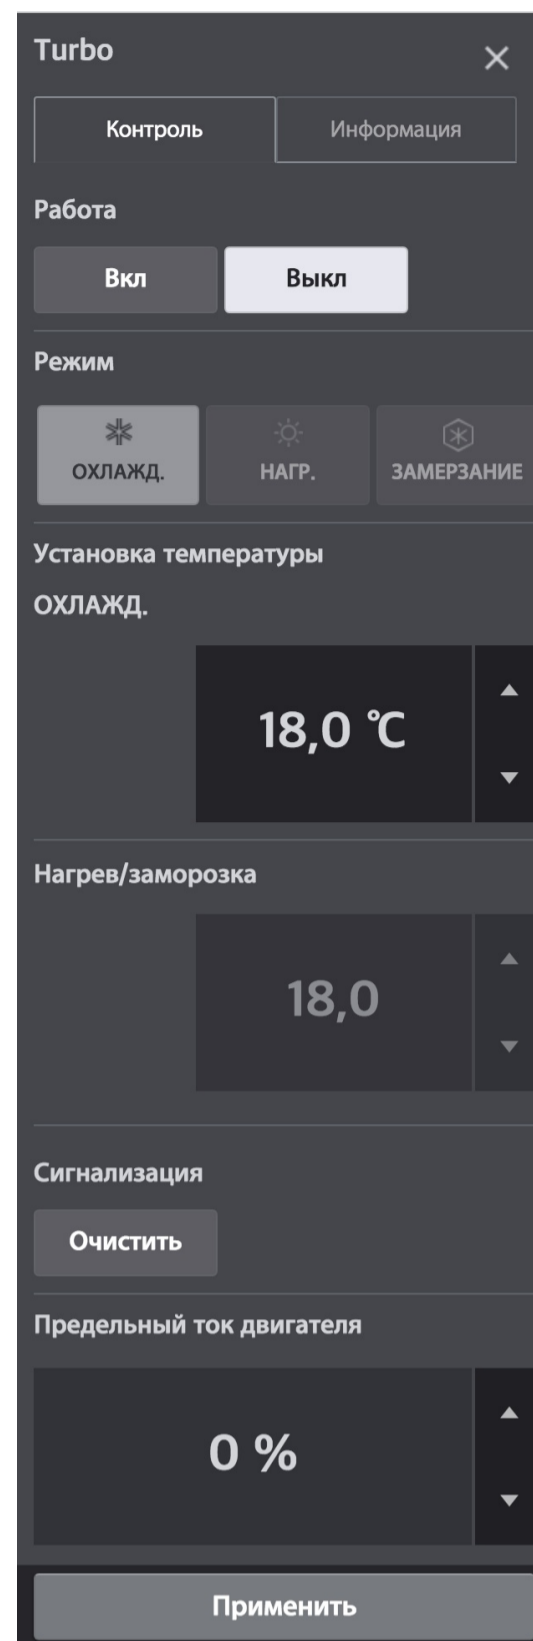 Turbo
Контроль Информация
Работа
Вкл Выкл
Режим
ОХЛАЖД. НАГР. ЗАМЕРЗАНИЕ
Установка температуры
ОХЛАЖД.
18,0 ℃
Нагрев/заморозка
18,0
Сигнализация
Очистить
Предельный ток двигателя
0 %
Применить